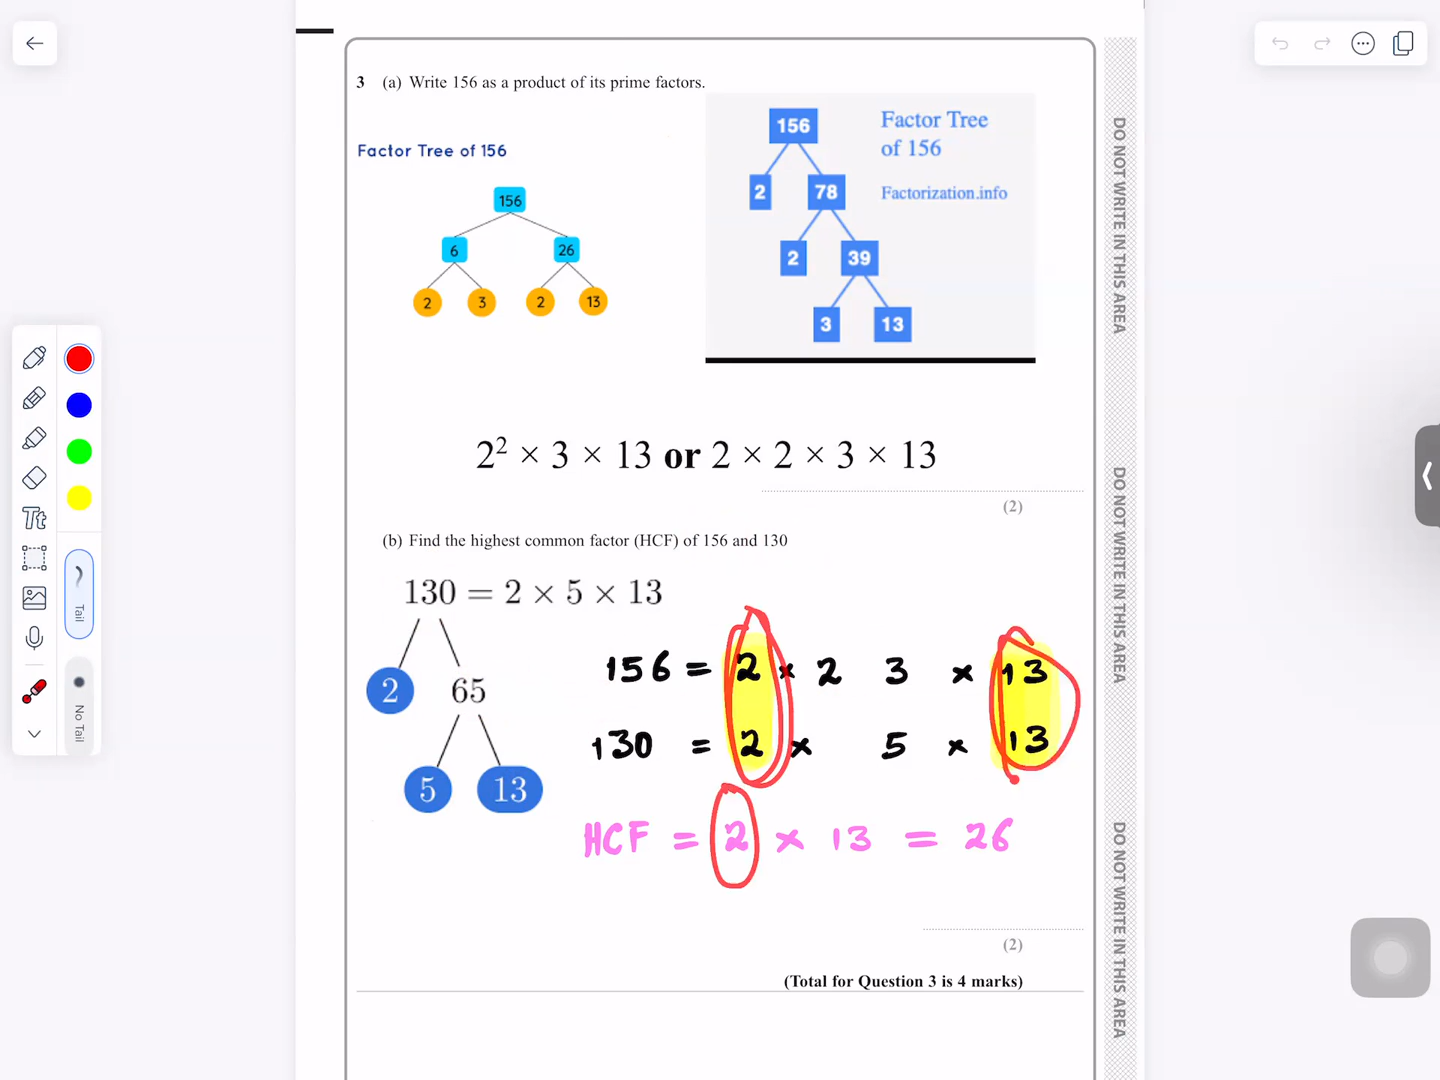 3 (a) Write 156 as a product of its prime factors.
Factor Tree of 156
156
6 26
2 3 2 13
156
Factor Tree
of 156
2 78
Factorization.info
2 39
3 13
2² × 3 × 13 or 2 × 2 × 3 × 13
(2)
(b) Find the highest common factor (HCF) of 156 and 130
130 = 2 × 5 × 13
2 65
5 13
156 = 2 × 2 3 × 13
130 = 2 × 5 × 13
HCF = 2 × 13 = 26
(2)
(Total for Question 3 is 4 marks)
DO NOT WRITE IN THIS AREA
DO NOT WRITE IN THIS AREA
DO NOT WRITE IN THIS AREA
Tt
Tail
No Tail